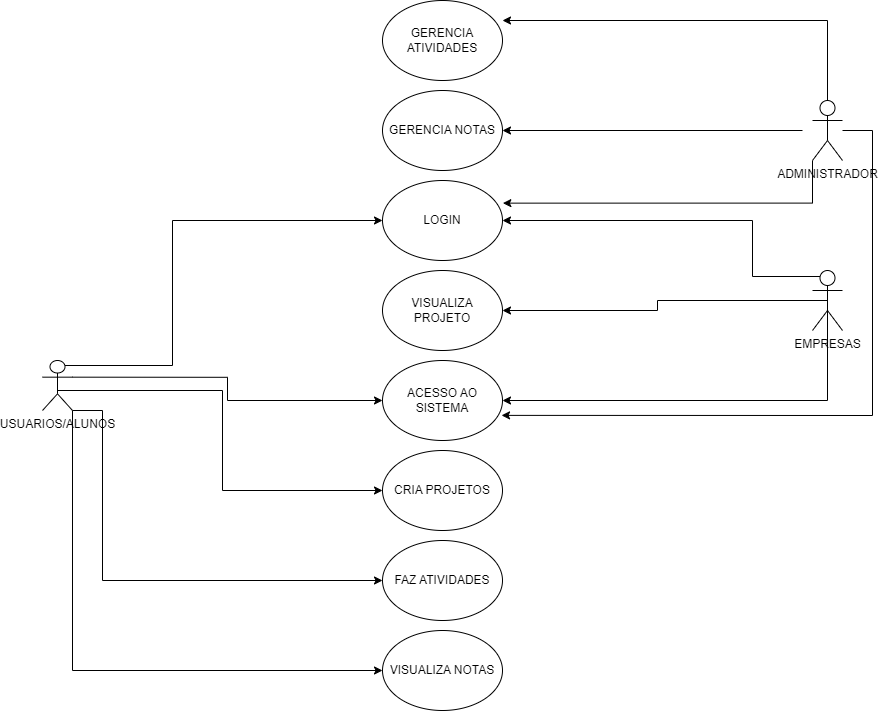 GERENCIA
ATIVIDADES
GERENCIA NOTAS
ADMINISTRADOR
LOGIN
VISUALIZA
PROJETO
EMPRESAS
ACESSO AO
SISTEMA
USUARIOS/ALUNOS
CRIA PROJETOS
FAZ ATIVIDADES
VISUALIZA NOTAS